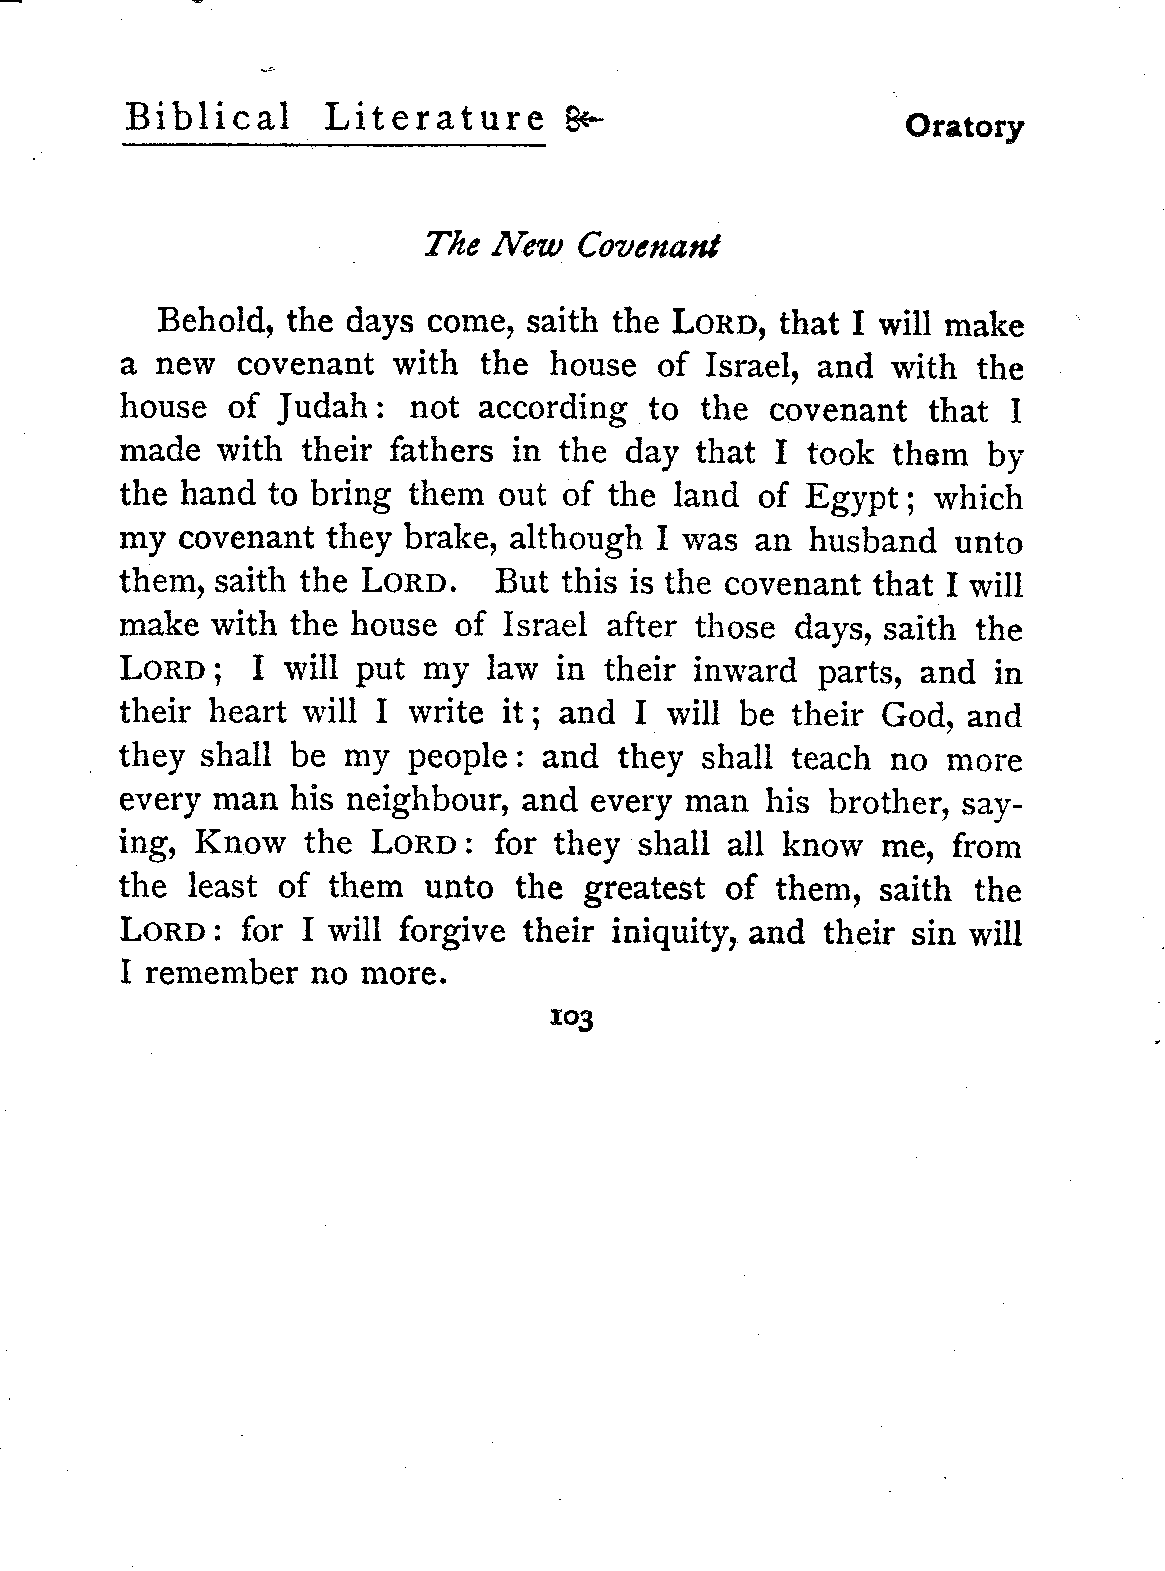 Biblical Literature Oratory
The New Covenant
Behold, the days come, saith the LORD, that I will make
a new covenant with the house of Israel, and with the
house of Judah: not according to the covenant that I
made with their fathers in the day that I took them by
the hand to bring them out of the land of Egypt; which
my covenant they brake, although I was an husband unto
them, saith the LORD. But this is the covenant that I will
make with the house of Israel after those days, saith the
LORD; I will put my law in their inward parts, and in
their heart will I write it; and I will be their God, and
they shall be my people: and they shall teach no more
every man his neighbour, and every man his brother, say-
ing, Know the LORD: for they shall all know me, from
the least of them unto the greatest of them, saith the
LORD: for I will forgive their iniquity, and their sin will
I remember no more.
103